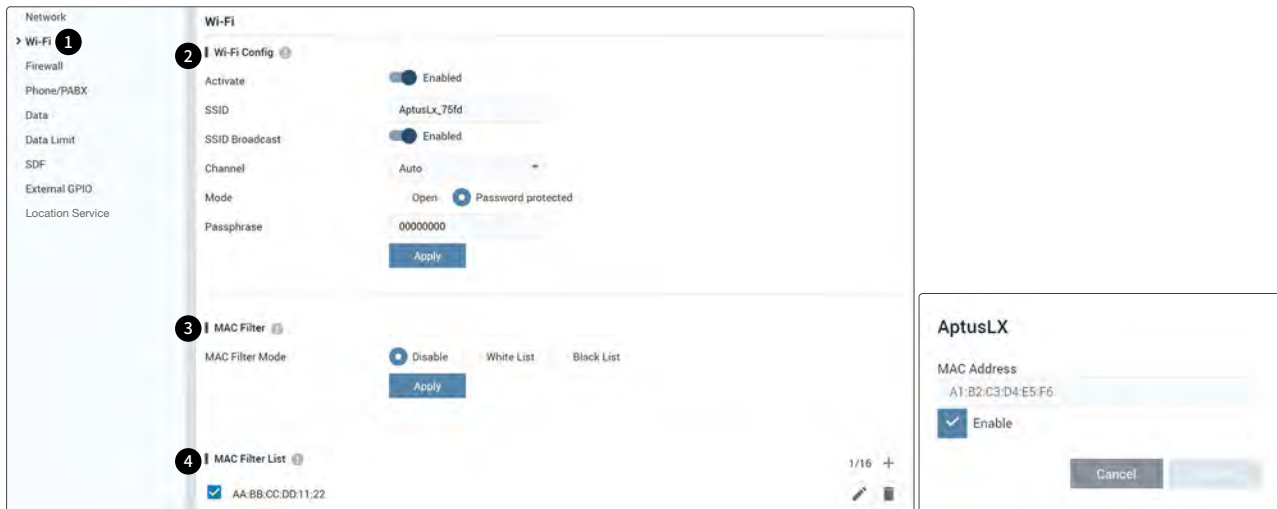 Network
> Wi-Fi 1
Firewall
Phone/PABX
Data
Data Limit
SDF
External GPIO
Location Service
Wi-Fi
2 Wi-Fi Config
Activate Enabled
SSID AptusLx_75fd
SSID Broadcast Enabled
Channel Auto
Mode Open Password protected
Passphrase 00000000
Apply
3 MAC Filter
MAC Filter Mode Disable White List Black List
Apply
4 MAC Filter List 1/16 +
AA:BB:CC:DD:11:22
AptusLX
MAC Address
A1:B2:C3:D4:E5:F6
Enable
Cancel